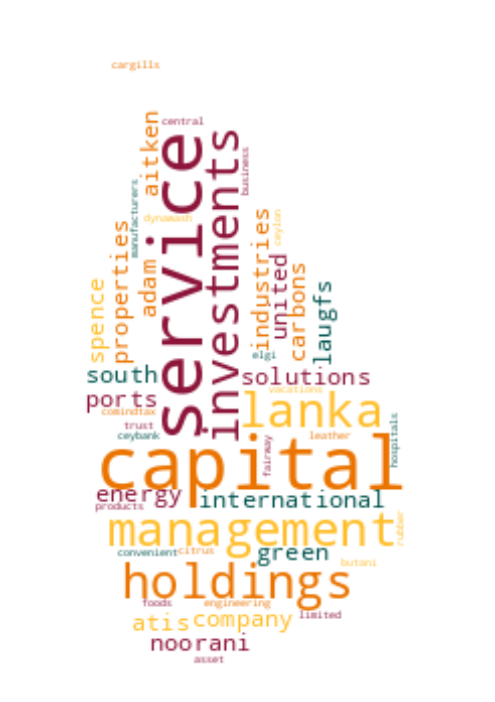 cargills
aitken
central
service
investments
business
manufacturers
dynawash
properties
adam
industries
ceylon
united
carbons
laugfs
spence
elgi
south
solutions
vacations
ports
comindtax
lanka
trust
ceybank
leather
hospitals
fairway
capital
energy
international
products
management
rubber
green
convenient
citrus
butani
holdings
foods
engineering
limited
atis
company
noorani
asset